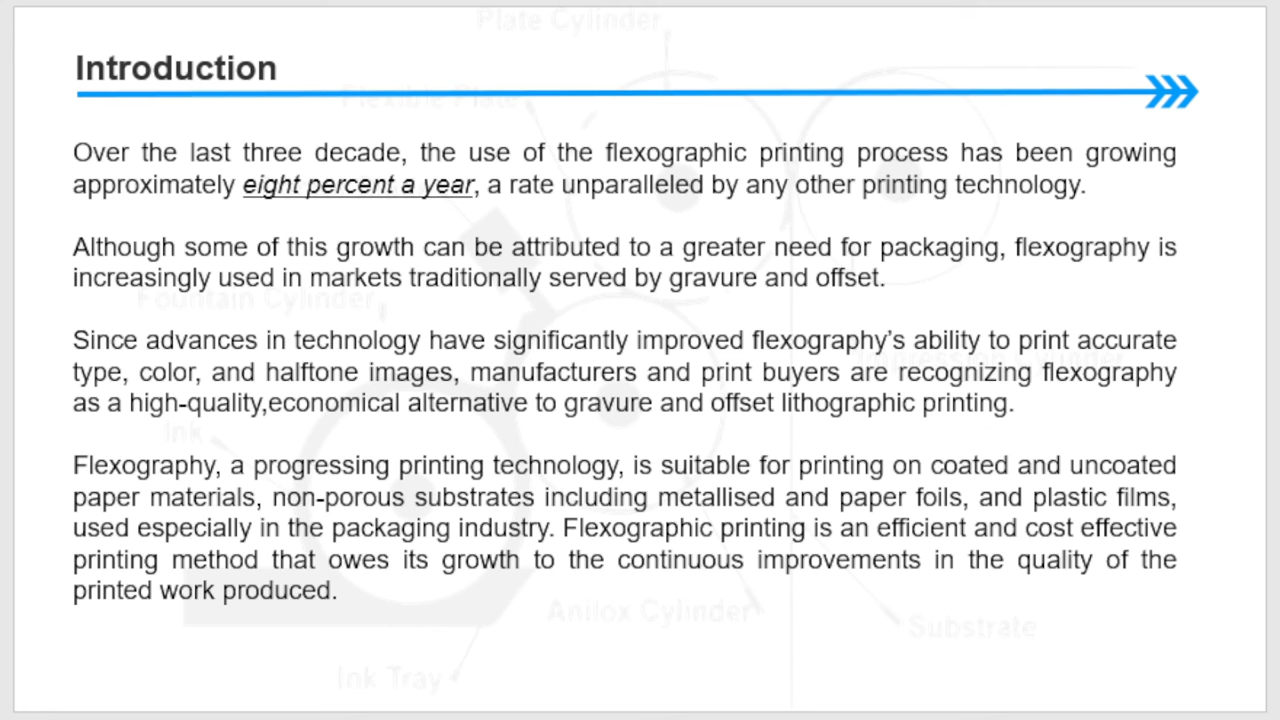 Plate Cylinder
Introduction
Flexible Plate
Over the last three decade, the use of the flexographic printing process has been growing
approximately eight percent a year, a rate unparalleled by any other printing technology.
Although some of this growth can be attributed to a greater need for packaging, flexography is
increasingly used in markets traditionally served by gravure and offset.
Fountain Cylinder
Since advances in technology have significantly improved flexography's ability to print accurate
Impression Cylinder
type, color, and halftone images, manufacturers and print buyers are recognizing flexography
as a high-quality,economical alternative to gravure and offset lithographic printing.
Ink
Flexography, a progressing printing technology, is suitable for printing on coated and uncoated
paper materials, non-porous substrates including metallised and paper foils, and plastic films,
used especially in the packaging industry. Flexographic printing is an efficient and cost effective
printing method that owes its growth to the continuous improvements in the quality of the
printed work produced.
Anilox Cylinder
Substrate
Ink Tray